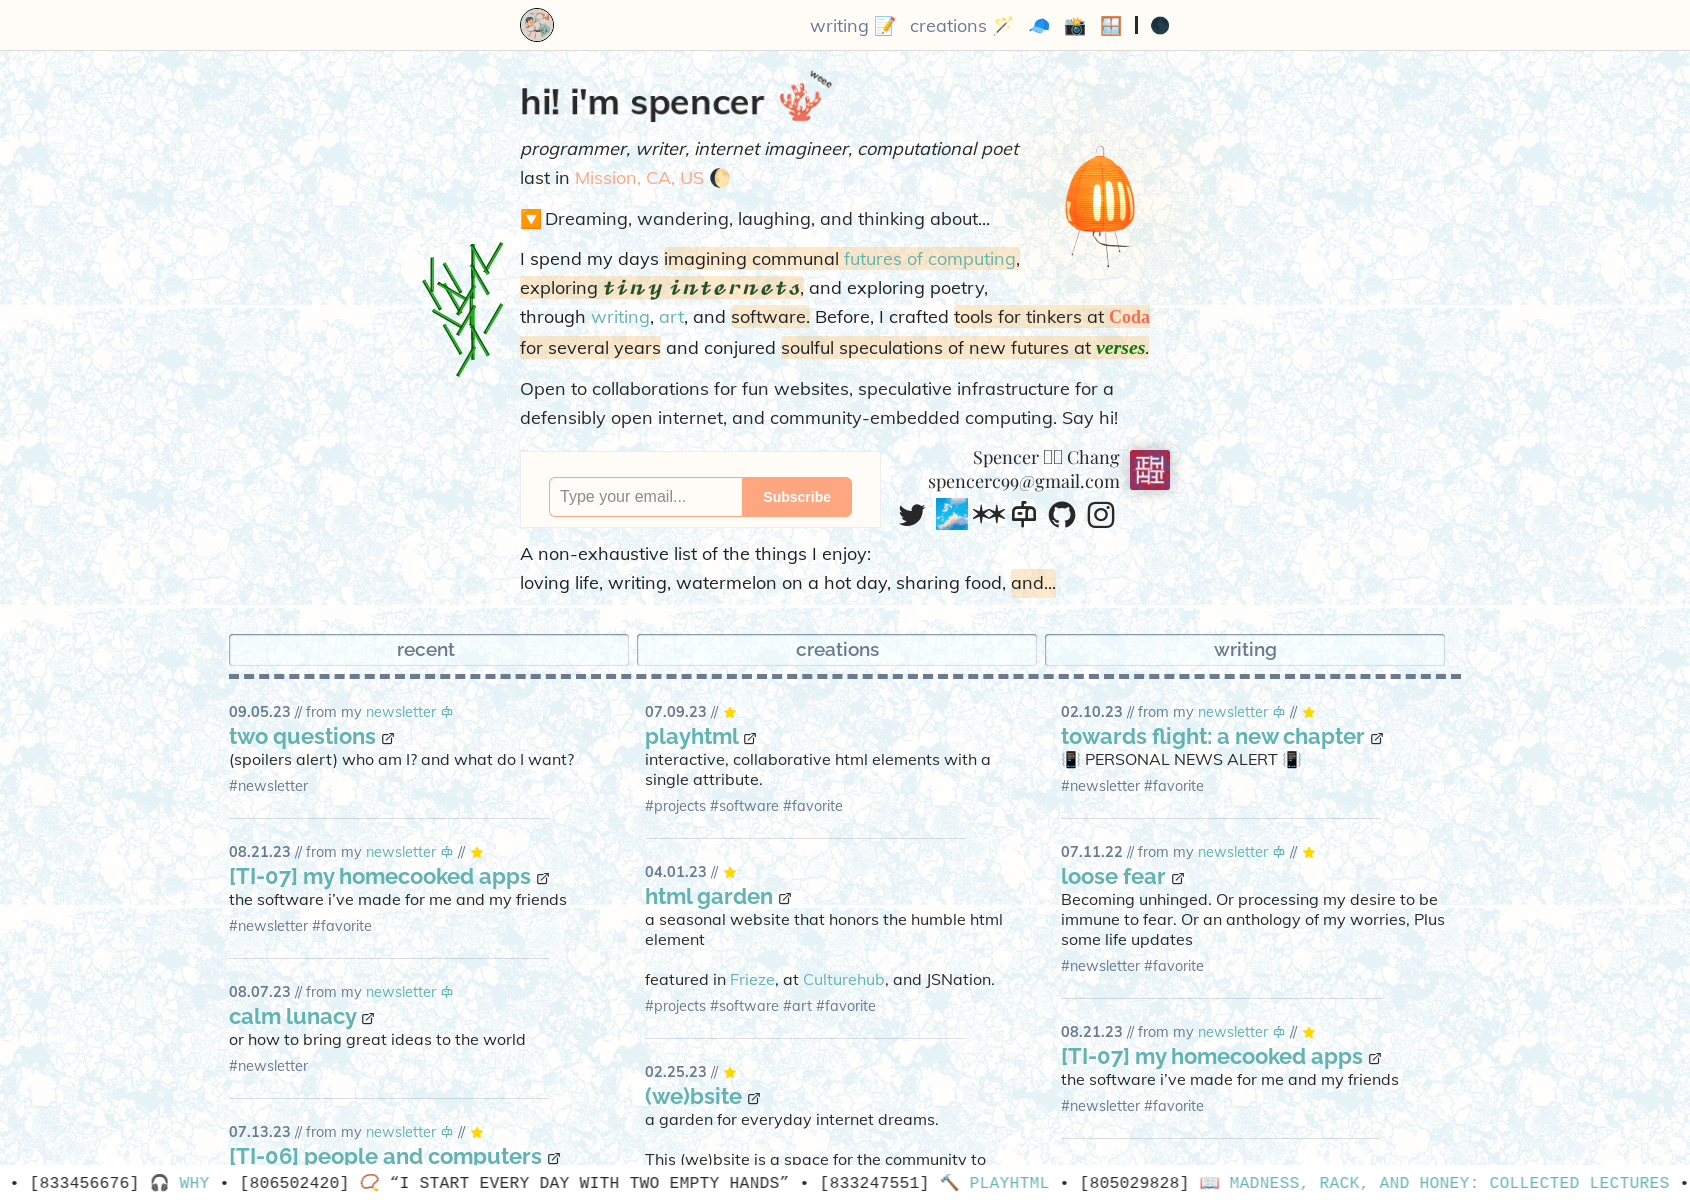 writing 📝 creations 🪄 🧢 📸 🪟 | 🌑
hi! i'm spencer
weee
programmer, writer, internet imagineer, computational poet
last in Mission, CA, US 🌔
🔽 Dreaming, wandering, laughing, and thinking about...
I spend my days imagining communal futures of computing,
exploring tiny internets, and exploring poetry,
through writing, art, and software. Before, I crafted tools for tinkers at Coda
for several years and conjured soulful speculations of new futures at verses.
Open to collaborations for fun websites, speculative infrastructure for a
defensibly open internet, and community-embedded computing. Say hi!
Type your email...
Subscribe
Spencer Chang
spencerc99@gmail.com
A non-exhaustive list of the things I enjoy:
loving life, writing, watermelon on a hot day, sharing food, and...
recent
creations
writing
09.05.23 // from my newsletter
two questions
(spoilers alert) who am I? and what do I want?
#newsletter
08.21.23 // from my newsletter // ⭐
[TI-07] my homecooked apps
the software i’ve made for me and my friends
#newsletter #favorite
08.07.23 // from my newsletter
calm lunacy
or how to bring great ideas to the world
#newsletter
07.13.23 // from my newsletter // ⭐
[TI-06] people and computers
07.09.23 // ⭐
playhtml
interactive, collaborative html elements with a
single attribute.
#projects #software #favorite
04.01.23 // ⭐
html garden
a seasonal website that honors the humble html
element
featured in Frieze, at Culturehub, and JSNation.
#projects #software #art #favorite
02.25.23 // ⭐
(we)bsite
a garden for everyday internet dreams.
This (we)bsite is a space for the community to
02.10.23 // from my newsletter // ⭐
towards flight: a new chapter
📳 PERSONAL NEWS ALERT 📳
#newsletter #favorite
07.11.22 // from my newsletter // ⭐
loose fear
Becoming unhinged. Or processing my desire to be
immune to fear. Or an anthology of my worries, Plus
some life updates
#newsletter #favorite
08.21.23 // from my newsletter // ⭐
[TI-07] my homecooked apps
the software i’ve made for me and my friends
#newsletter #favorite
• [833456676] 🎧 WHY • [806502420] 📿 “I START EVERY DAY WITH TWO EMPTY HANDS” • [833247551] 🔨 PLAYHTML • [805029828] 📖 MADNESS, RACK, AND HONEY: COLLECTED LECTURES •